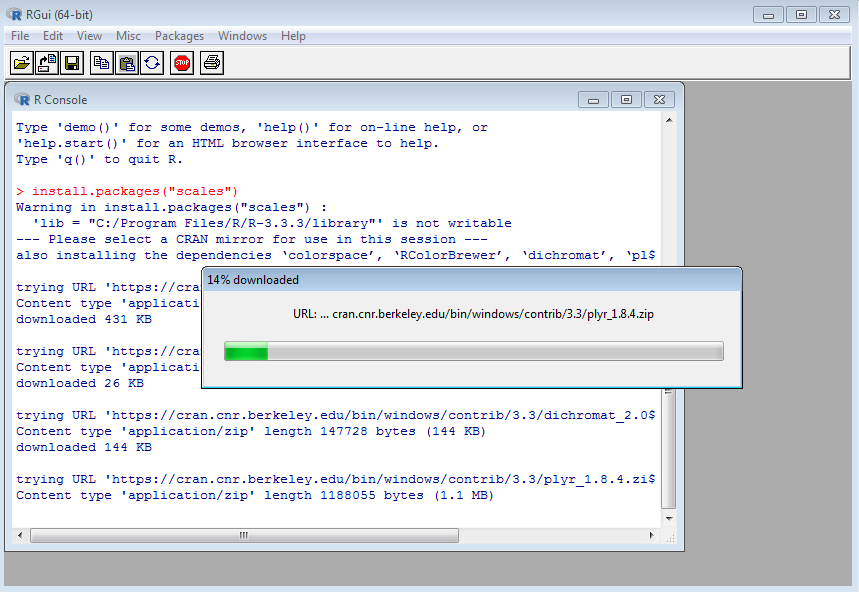 RGui (64-bit)
File Edit View Misc Packages Windows Help
STOP
R Console
Type 'demo()' for some demos, 'help()' for on-line help, or
'help.start()' for an HTML browser interface to help.
Type 'q()' to quit R.
> install.packages("scales")
Warning in install.packages("scales") :
'lib = "C:/Program Files/R/R-3.3.3/library"' is not writable
--- Please select a CRAN mirror for use in this session ---
also installing the dependencies ‘colorspace’, ‘RColorBrewer’, ‘dichromat’, ‘pl$
trying URL 'https://cra
Content type 'applicati
downloaded 431 KB
trying URL 'https://cra
Content type 'applicati
downloaded 26 KB
14% downloaded
URL: ... cran.cnr.berkeley.edu/bin/windows/contrib/3.3/plyr_1.8.4.zip
trying URL 'https://cran.cnr.berkeley.edu/bin/windows/contrib/3.3/dichromat_2.0$
Content type 'application/zip' length 147728 bytes (144 KB)
downloaded 144 KB
trying URL 'https://cran.cnr.berkeley.edu/bin/windows/contrib/3.3/plyr_1.8.4.zi$
Content type 'application/zip' length 1188055 bytes (1.1 MB)